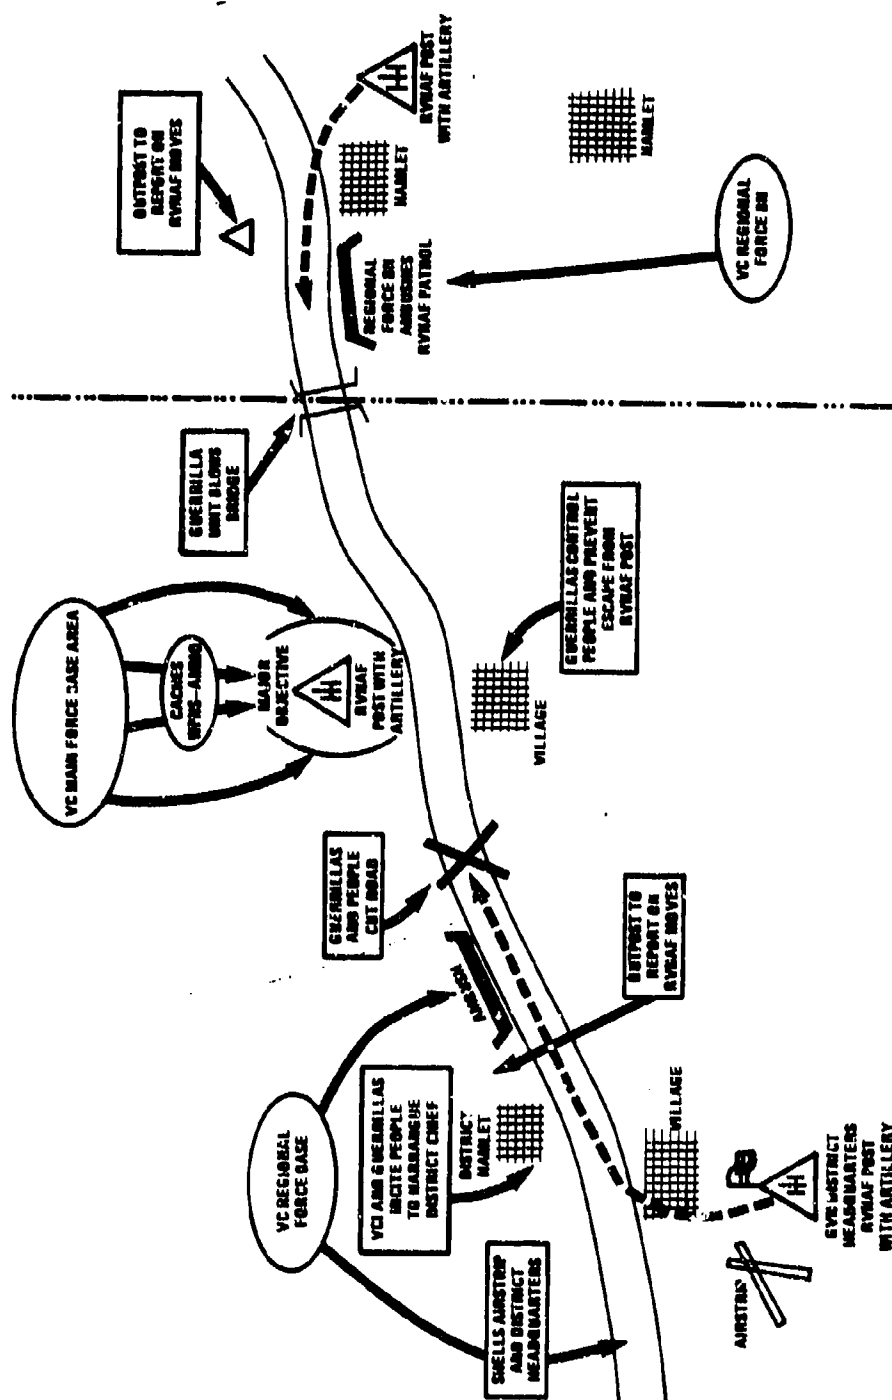 VC MAIN FORCE BASE AREA
CACHES
WPNS-AMMO
MAJOR
OBJECTIVE
RVNAF
POST WITH
ARTILLERY
OUTPOST TO
REPORT ON
RVNAF MOVES
GUERRILLA
UNIT BLOWS
BRIDGE
VC REGIONAL
FORCE BASE
GUERRILLAS
AND PEOPLE
CUT ROAD
VCI AND GUERRILLAS
INCITE PEOPLE
TO HARRANGUE
DISTRICT CHIEF
AMBUSH
DISTRICT
HAMLET
SHELLS AIRSTRIP
AND DISTRICT
HEADQUARTERS
REGIONAL
FORCE BN
AMBUSHES
RVNAF PATROL
HAMLET
RVNAF POST
WITH ARTILLERY
VILLAGE
GUERRILLAS CONTROL
PEOPLE AND PREVENT
ESCAPE FROM
RVNAF POST
HAMLET
OUTPOST TO
REPORT ON
RVNAF MOVES
VILLAGE
VC REGIONAL
FORCE BN
AIRSTRIP
GVN DISTRICT
HEADQUARTERS
RVNAF POST
WITH ARTILLERY